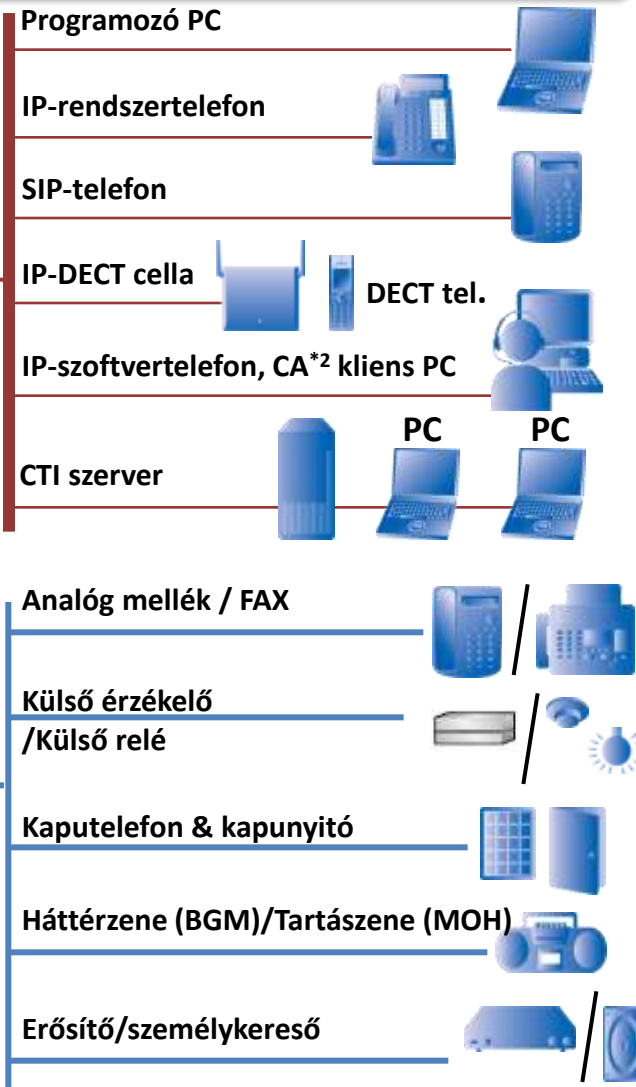 Programozó PC
IP-rendszertelefon
SIP-telefon
IP-DECT cella
DECT tel.
IP-szoftvertelefon, CA*2 kliens PC
PC PC
CTI szerver
Analóg mellék / FAX
/
Külső érzékelő
/Külső relé
/
Kaputelefon & kapunyitó
Háttérzene (BGM)/Tartászene (MOH)
Erősítő/személykereső
/